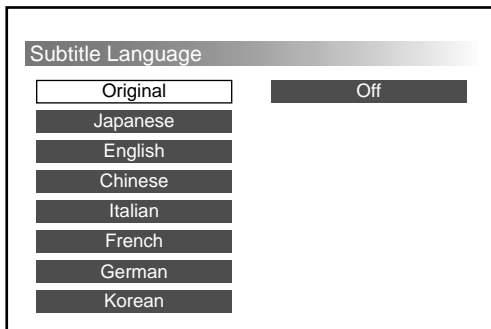 Subtitle Language
Original
Off
Japanese
English
Chinese
Italian
French
German
Korean